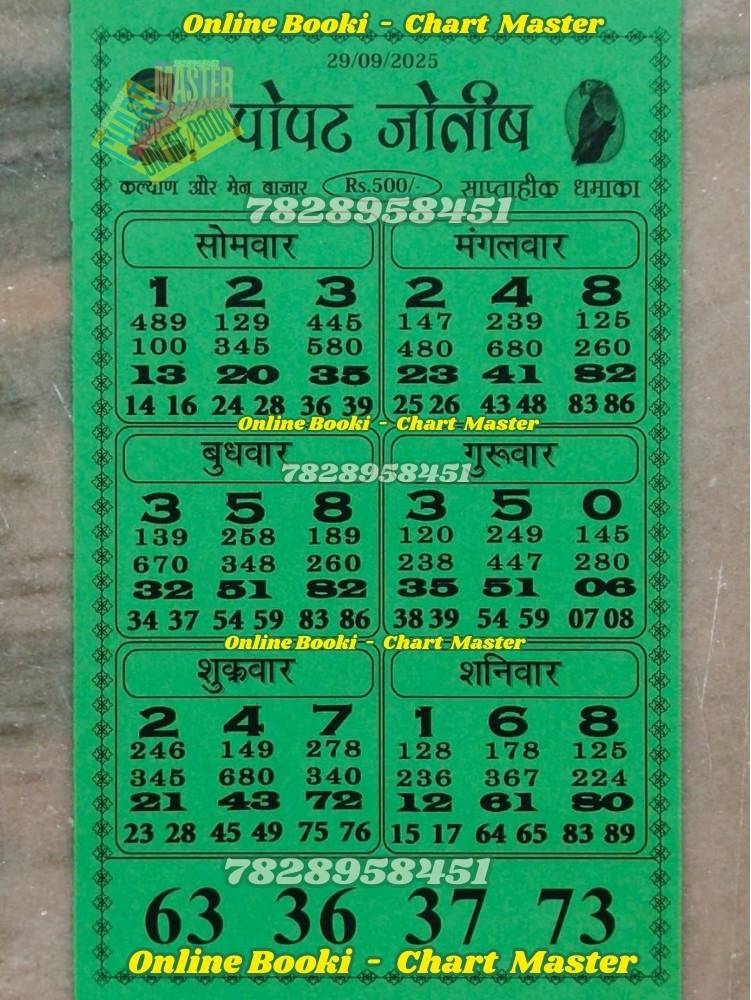 Online Booki - Chart Master
29/09/2025
7828958451
MASTER
ONLINE BOOKI
पोपट जोतीष
कल्याण और मेन बाजार Rs.500/- साप्ताहीक धमाका
7828958451
सोमवार मंगलवार
1 2 3 2 4 8
489 129 445 147 239 125
100 345 580 480 680 260
13 20 35 23 41 82
14 16 24 28 36 39 25 26 43 48 83 86
Online Booki - Chart Master
बुधवार गुरूवार
7828958451
3 5 8 3 5 0
139 258 189 120 249 145
670 348 260 238 447 280
32 51 82 35 51 06
34 37 54 59 83 86 38 39 54 59 07 08
Online Booki - Chart Master
शुक्रवार शनिवार
2 4 7 1 6 8
246 149 278 128 178 125
345 680 340 236 367 224
21 43 72 12 61 80
23 28 45 49 75 76 15 17 64 65 83 89
7828958451
63 36 37 73
Online Booki - Chart Master